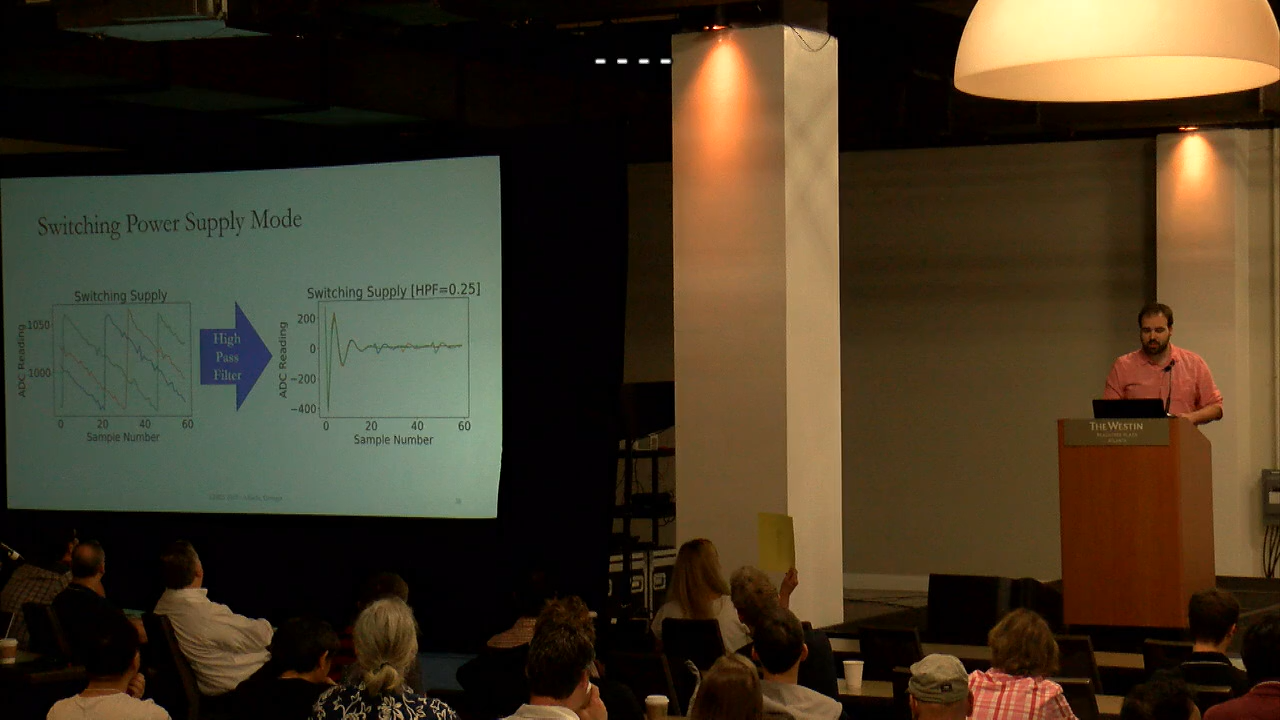 Switching Power Supply Mode
Switching Supply
1050
1000
ADC Reading
0 20 40 60
Sample Number
High
Pass
Filter
Switching Supply [HPF=0.25]
200
0
−200
−400
ADC Reading
0 20 40 60
Sample Number
THE WESTIN